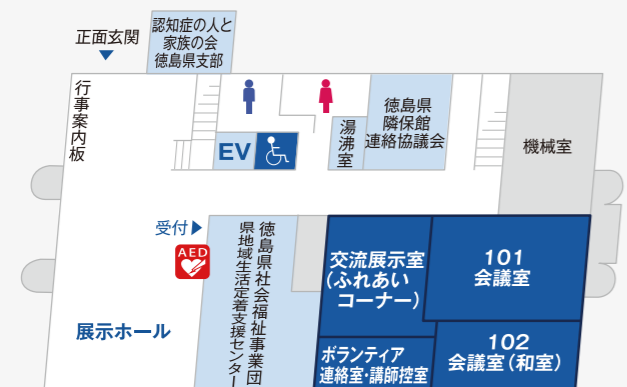 認知症の人と
家族の会
徳島県支部
正面玄関
行事案内板
EV
湯沸室
徳島県
隣保館
連絡協議会
機械室
受付
AED
展示ホール
徳島県社会福祉事業団
県地域生活定着支援センター
交流展示室
(ふれあい
コーナー)
101
会議室
ボランティア
連絡室・講師控室
102
会議室(和室)